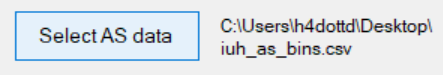 Select AS data
C:\Users\h4dottd\Desktop\
iuh_as_bins.csv